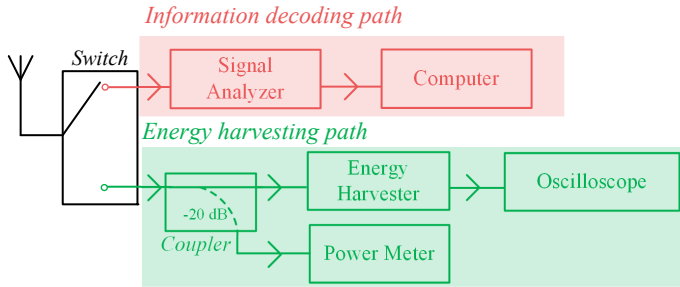 Information decoding path
Switch
Signal
Analyzer
Computer
Energy harvesting path
Energy
Harvester
Oscilloscope
-20 dB
Coupler
Power Meter